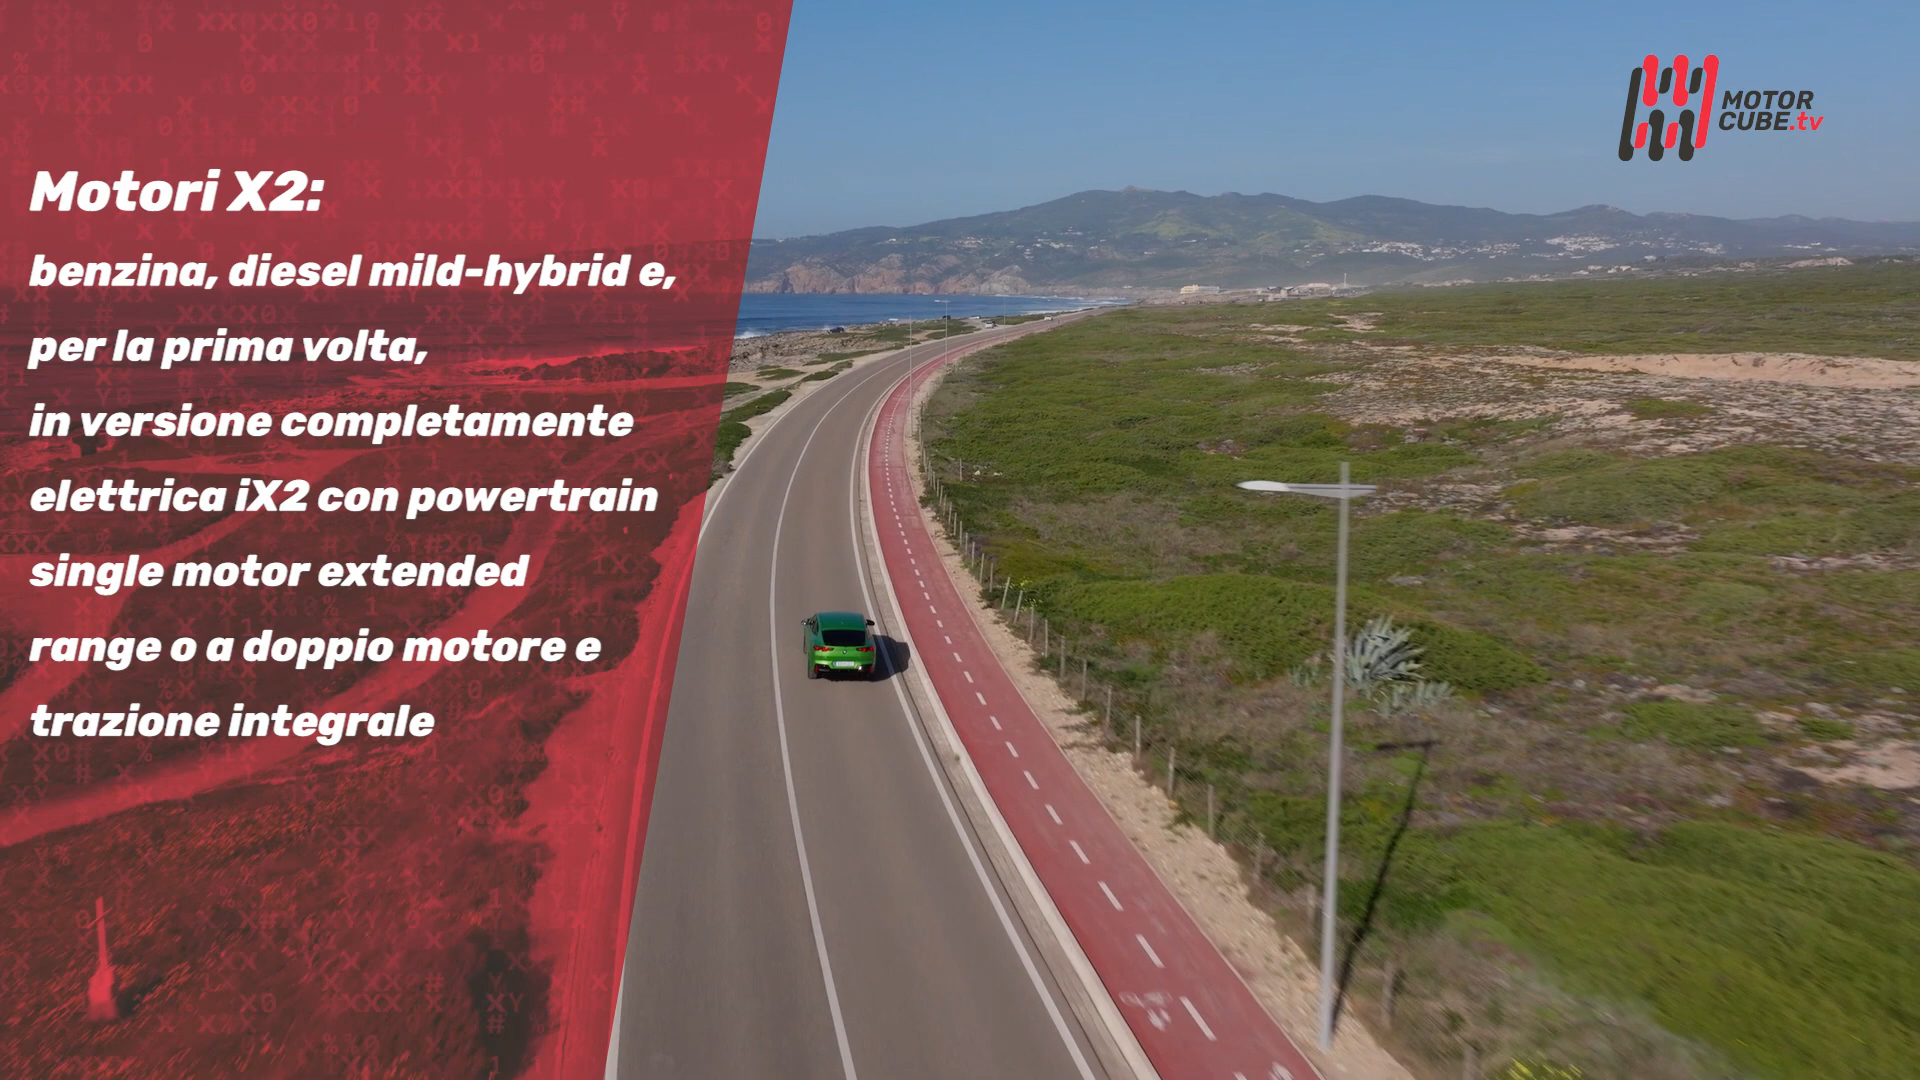 Motori X2:
benzina, diesel mild-hybrid e,
per la prima volta,
in versione completamente
elettrica iX2 con powertrain
single motor extended
range o a doppio motore e
trazione integrale
MOTOR
CUBE.tv